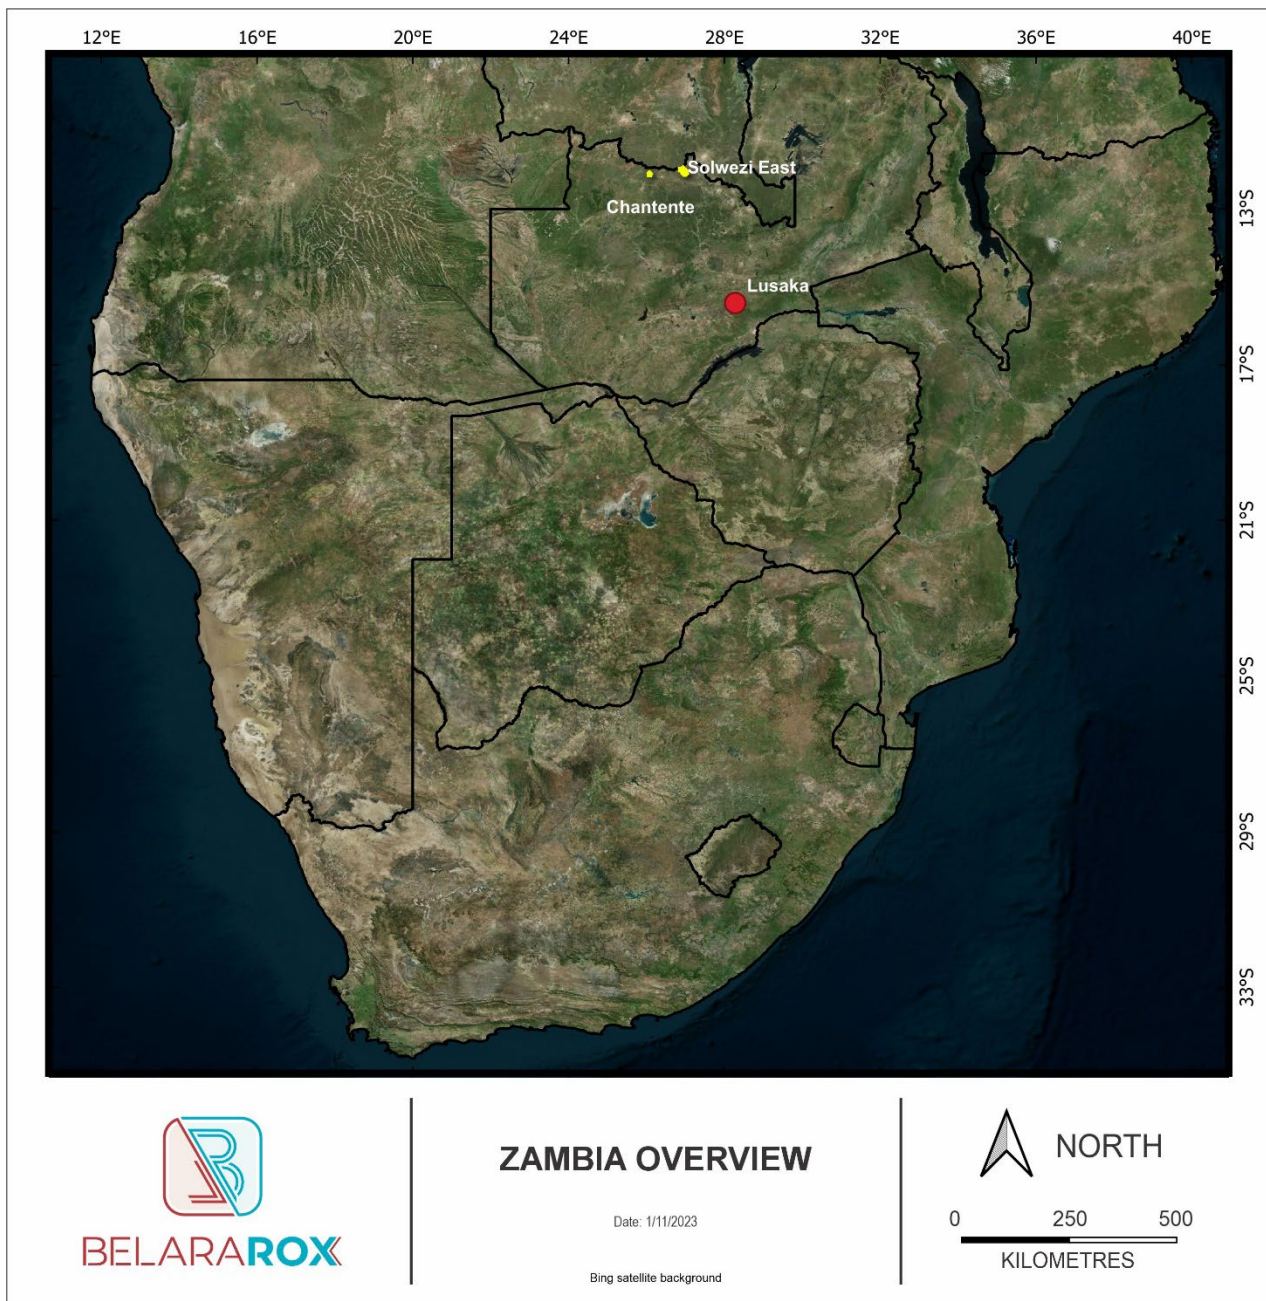 12°E 16°E 20°E 24°E 28°E 32°E 36°E 40°E
Solwezi East
Chantente
Lusaka
13°S
17°S
21°S
25°S
29°S
33°S
BELARAROX
ZAMBIA OVERVIEW
Date: 1/11/2023
Bing satellite background
NORTH
0 250 500
KILOMETRES